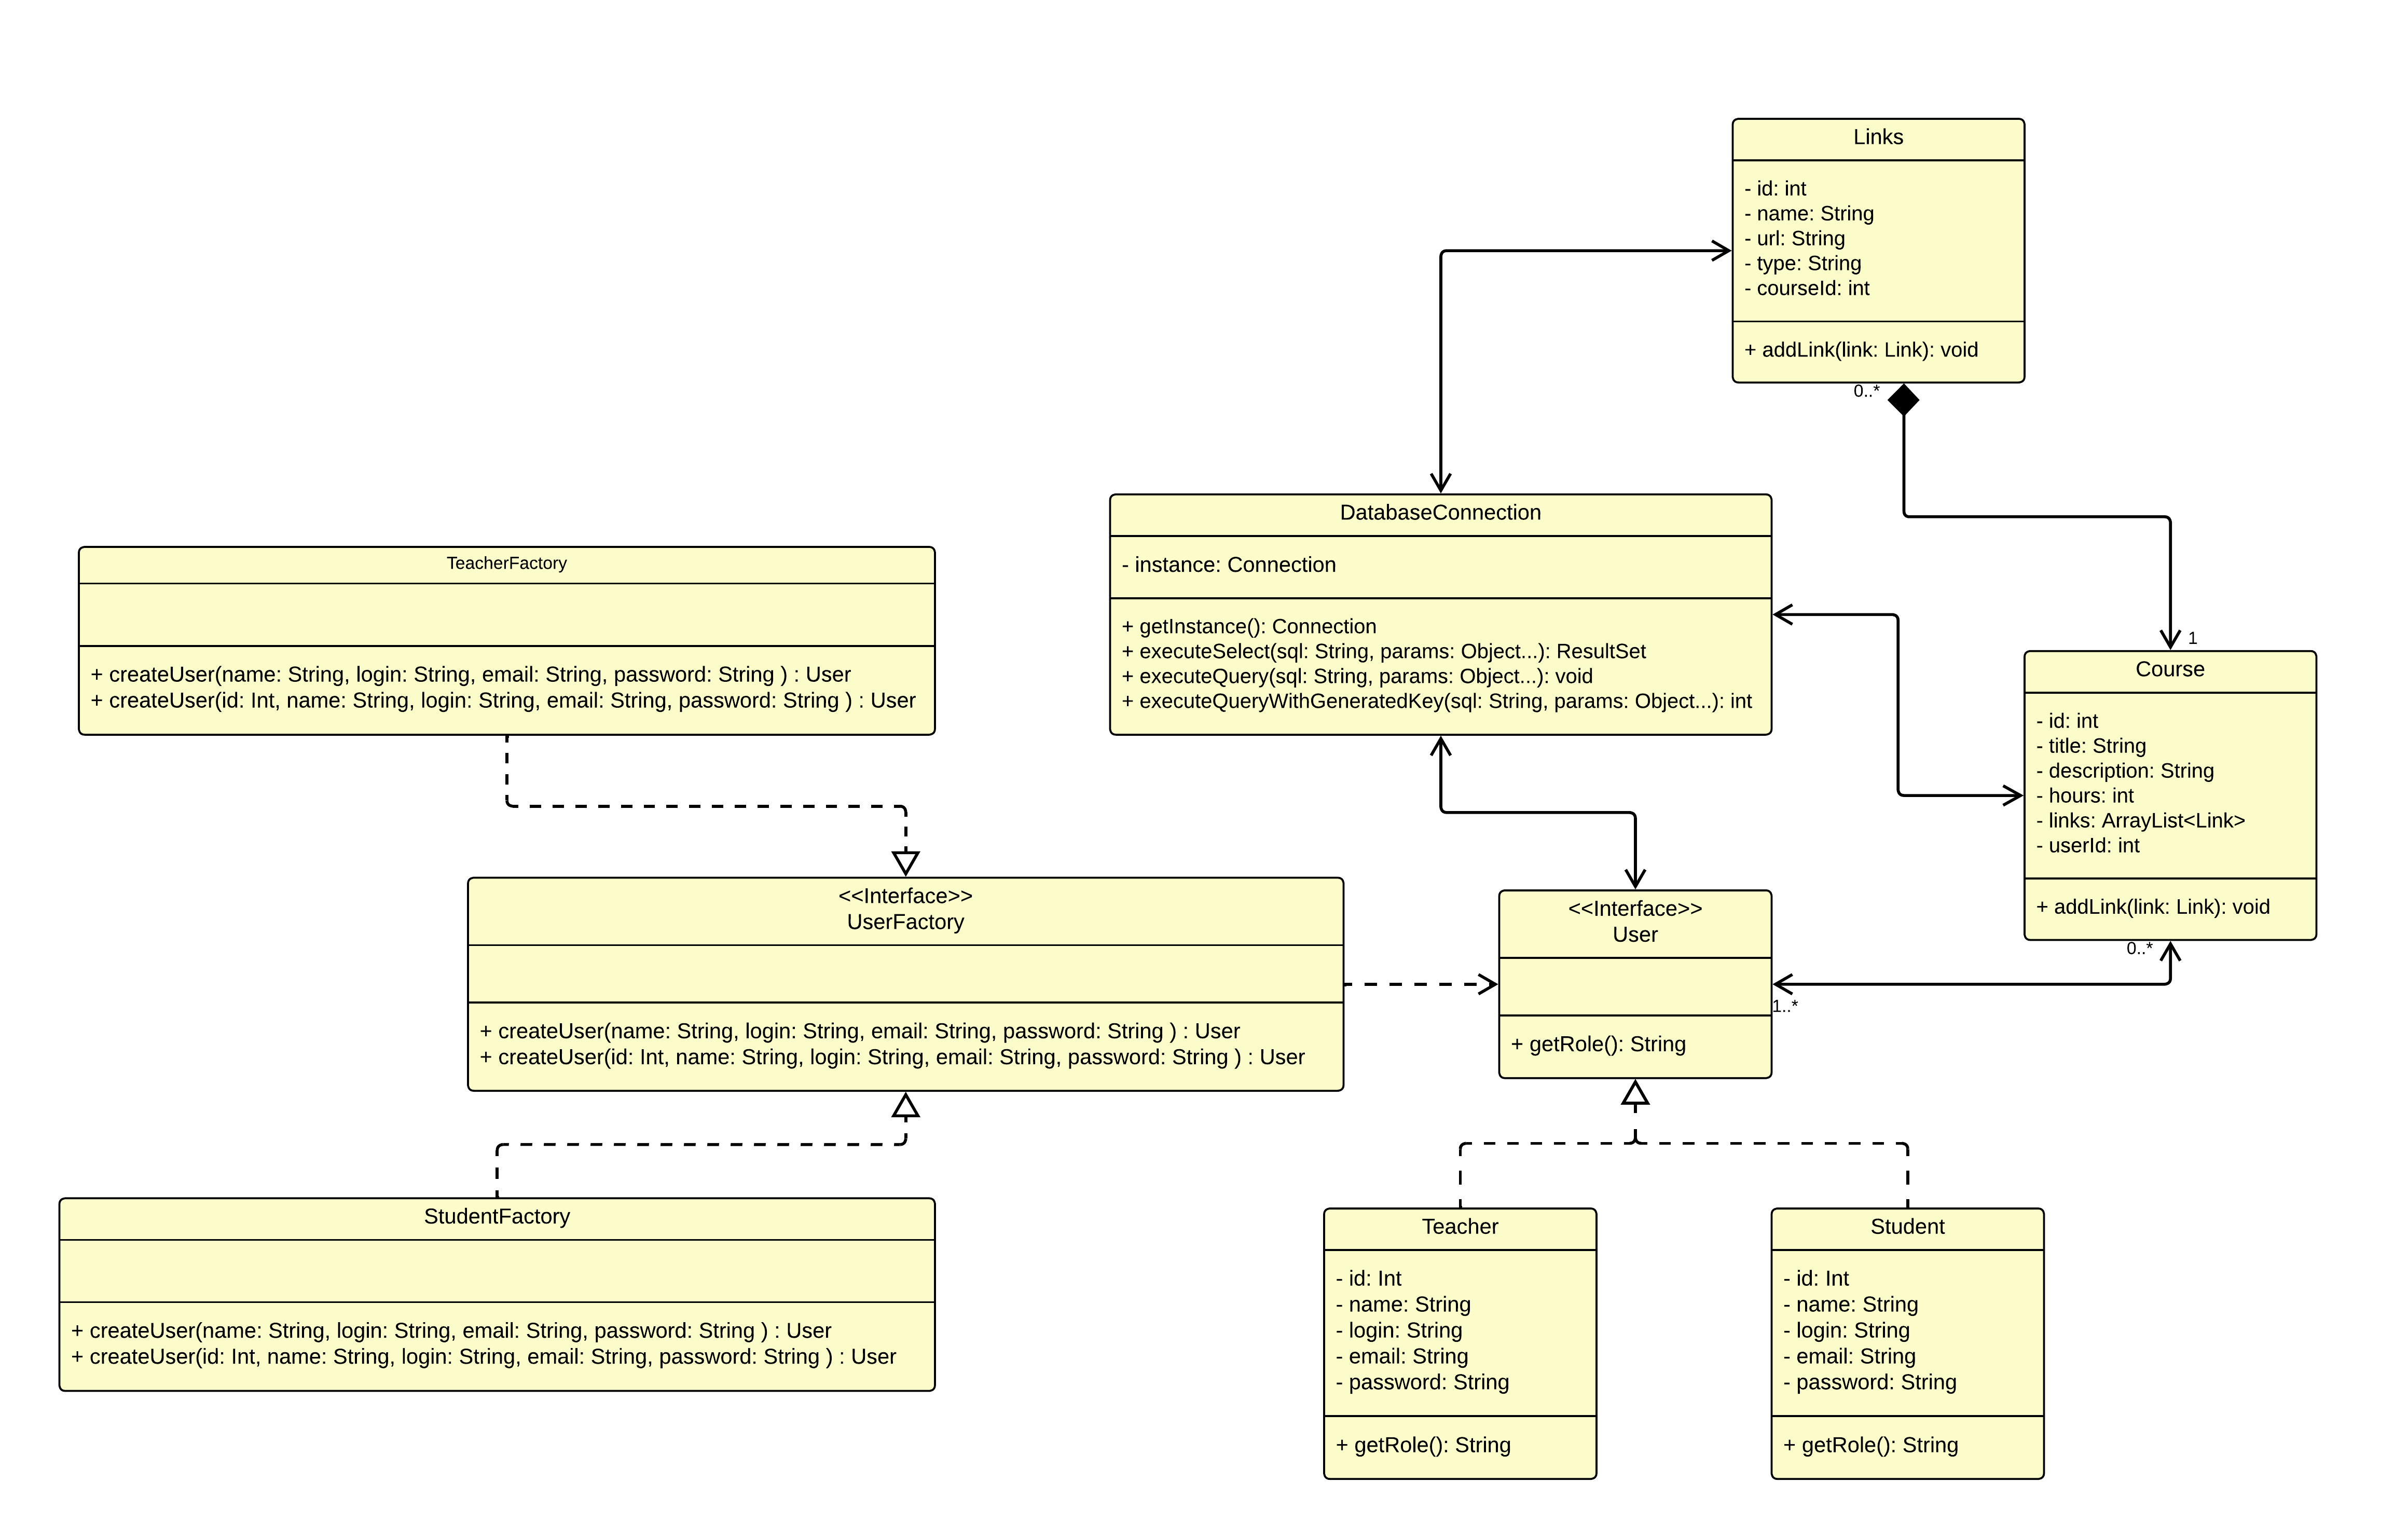 Links
- id: int
- name: String
- url: String
- type: String
- courseId: int
+ addLink(link: Link): void
0..*
DatabaseConnection
- instance: Connection
+ getInstance(): Connection
+ executeSelect(sql: String, params: Object...): ResultSet
+ executeQuery(sql: String, params: Object...): void
+ executeQueryWithGeneratedKey(sql: String, params: Object...): int
TeacherFactory
+ createUser(name: String, login: String, email: String, password: String ) : User
+ createUser(id: Int, name: String, login: String, email: String, password: String ) : User
1
Course
- id: int
- title: String
- description: String
- hours: int
- links: ArrayList<Link>
- userId: int
+ addLink(link: Link): void
0..*
<<Interface>>
UserFactory
+ createUser(name: String, login: String, email: String, password: String ) : User
+ createUser(id: Int, name: String, login: String, email: String, password: String ) : User
<<Interface>>
User
+ getRole(): String
1..*
StudentFactory
+ createUser(name: String, login: String, email: String, password: String ) : User
+ createUser(id: Int, name: String, login: String, email: String, password: String ) : User
Teacher
- id: Int
- name: String
- login: String
- email: String
- password: String
+ getRole(): String
Student
- id: Int
- name: String
- login: String
- email: String
- password: String
+ getRole(): String